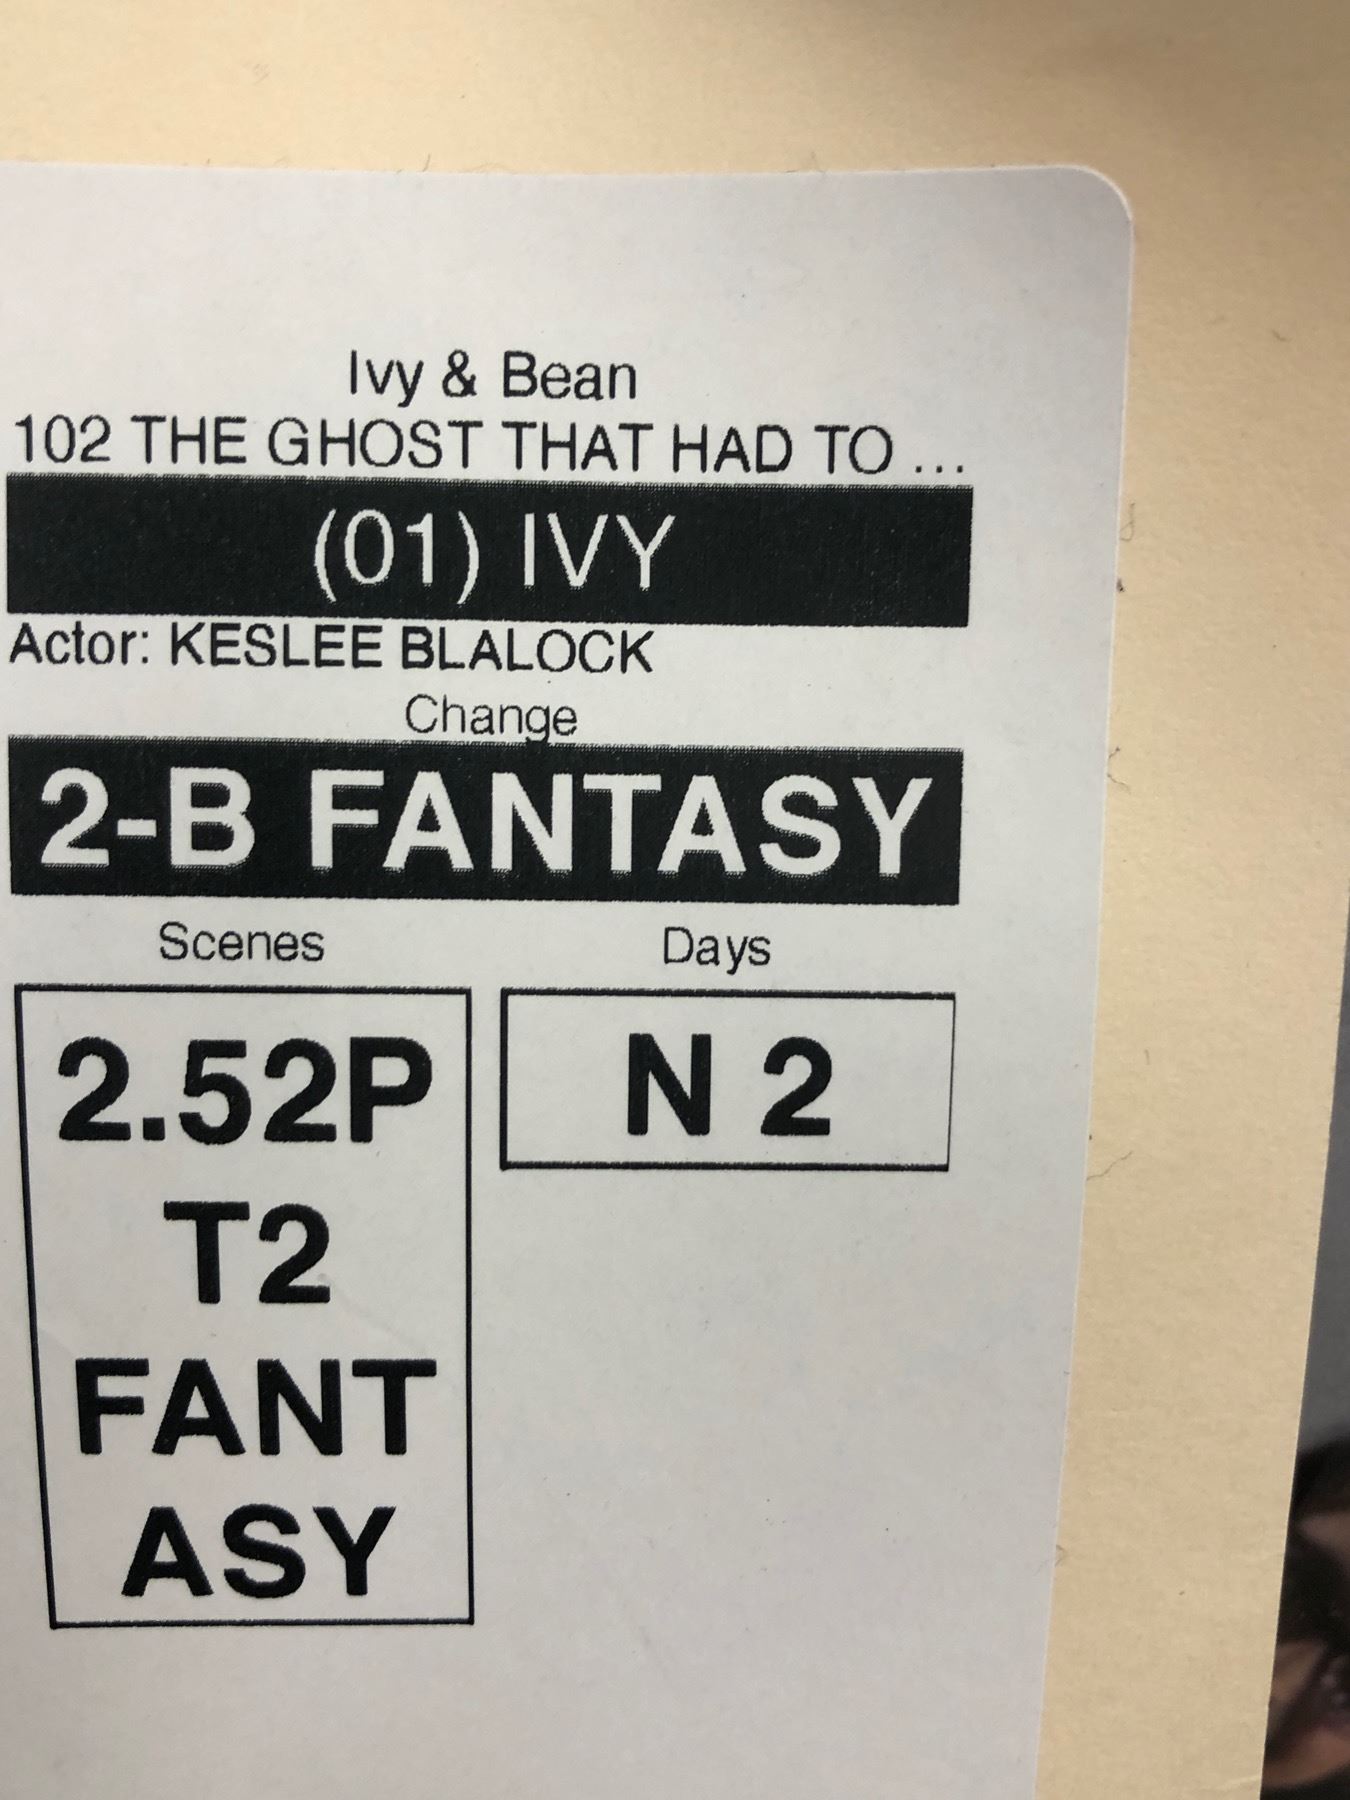 Ivy & Bean
102 THE GHOST THAT HAD TO ...
(01) IVY
Actor: KESLEE BLALOCK
Change
2-B FANTASY
Scenes Days
2.52P N 2
T2
FANT
ASY